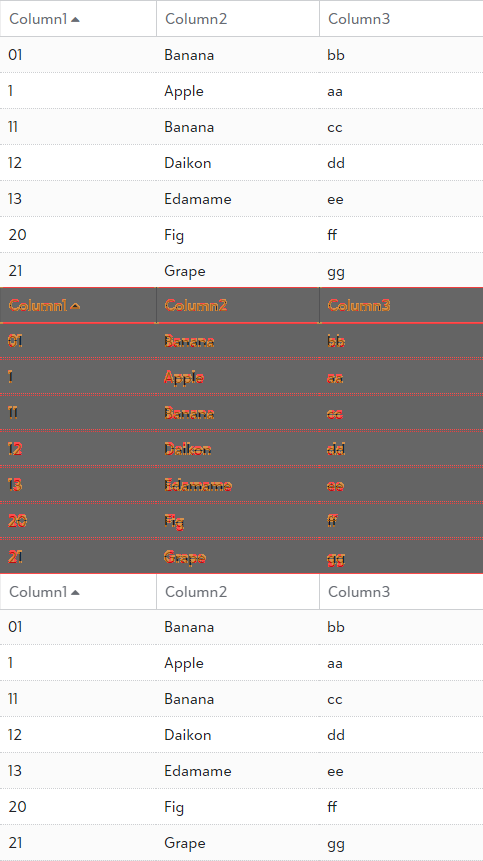 Column1 Column2 Column3
01 Banana bb
1 Apple aa
11 Banana cc
12 Daikon dd
13 Edamame ee
20 Fig ff
21 Grape gg
Column1 Column2 Column3
01 Banana bb
1 Apple aa
11 Banana cc
12 Daikon dd
13 Edamame ee
20 Fig ff
21 Grape gg
Column1 Column2 Column3
01 Banana bb
1 Apple aa
11 Banana cc
12 Daikon dd
13 Edamame ee
20 Fig ff
21 Grape gg